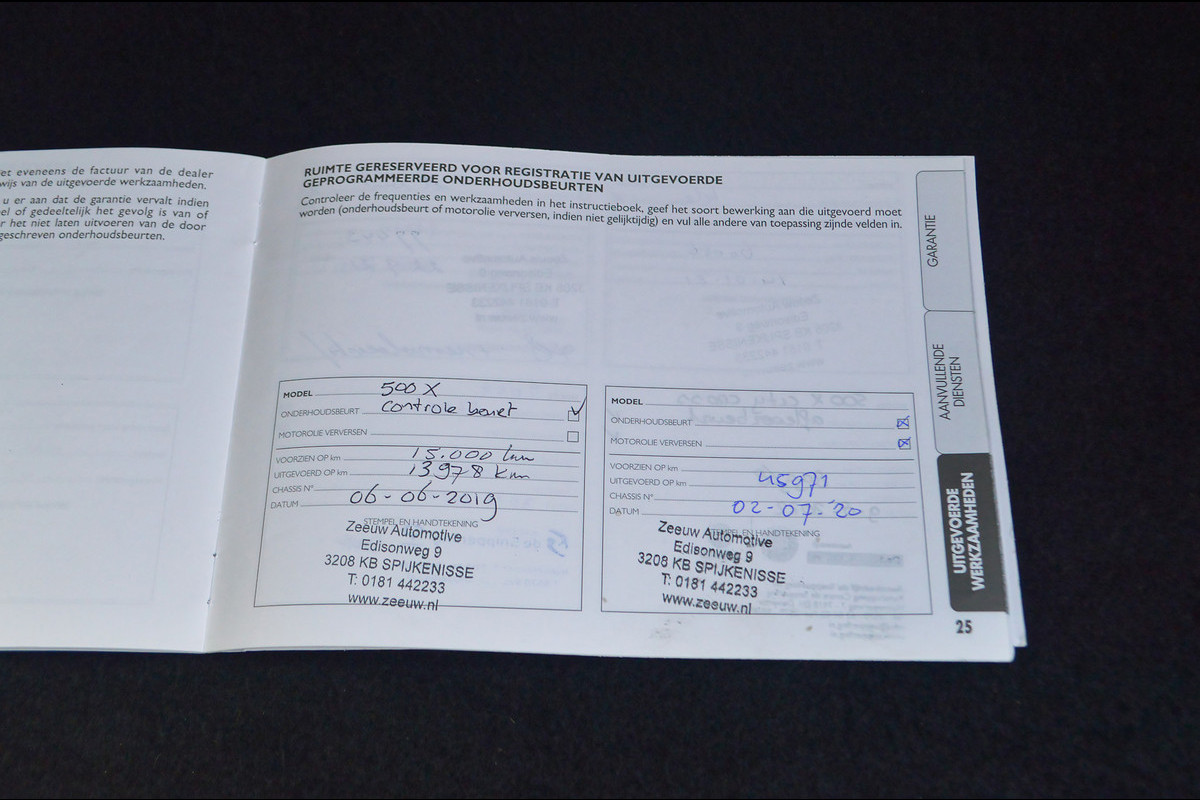 et eveneens de factuur van de dealer
wijs van de uitgevoerde werkzaamheden.
u er aan dat de garantie vervalt indien
el of gedeeltelijk het gevolg is van of
r het niet laten uitvoeren van de door
geschreven onderhoudsbeurten.
RUIMTE GERESERVEERD VOOR REGISTRATIE VAN UITGEVOERDE
GEPROGRAMMEERDE ONDERHOUDSBEURTEN
Controleer de frequenties en werkzaamheden in het instructieboek, geef het soort bewerking aan die uitgevoerd moet
worden (onderhoudsbeurt of motorolie verversen, indien niet gelijktijdig) en vul alle andere van toepassing zijnde velden in.
MODEL 500 X
ONDERHOUDSBEURT controle beurt
MOTOROLIE VERVERSEN
VOORZIEN OP km 15.000 km
UITGEVOERD OP km 13978 km
CHASSIS N°
DATUM 06-06-2019
STEMPEL EN HANDTEKENING
Zeeuw Automotive
Edisonweg 9
3208 KB SPIJKENISSE
T: 0181 442233
www.zeeuw.nl
MODEL
ONDERHOUDSBEURT
MOTOROLIE VERVERSEN
VOORZIEN OP km
UITGEVOERD OP km 45971
CHASSIS N°
DATUM 02-07-'20
STEMPEL EN HANDTEKENING
Zeeuw Automotive
Edisonweg 9
3208 KB SPIJKENISSE
T: 0181 442233
www.zeeuw.nl
GARANTIE
AANVULLENDE
DIENSTEN
UITGEVOERDE
WERKZAAMHEDEN
25